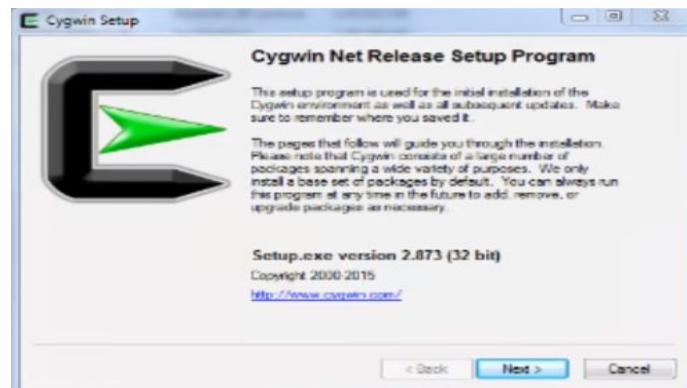 Cygwin Setup
Cygwin Net Release Setup Program
This setup program is used for the initial installation of the
Cygwin environment as well as all subsequent updates. Make
sure to remember where you saved it.
The pages that follow will guide you through the installation.
Please note that Cygwin consists of a large number of
packages spanning a wide variety of purposes. We only
install a base set of packages by default. You can always run
this program at any time in the future to add, remove, or
upgrade packages as necessary.
Setup.exe version 2.873 (32 bit)
Copyright 2000-2015
http://www.cygwin.com/
< Back Next > Cancel